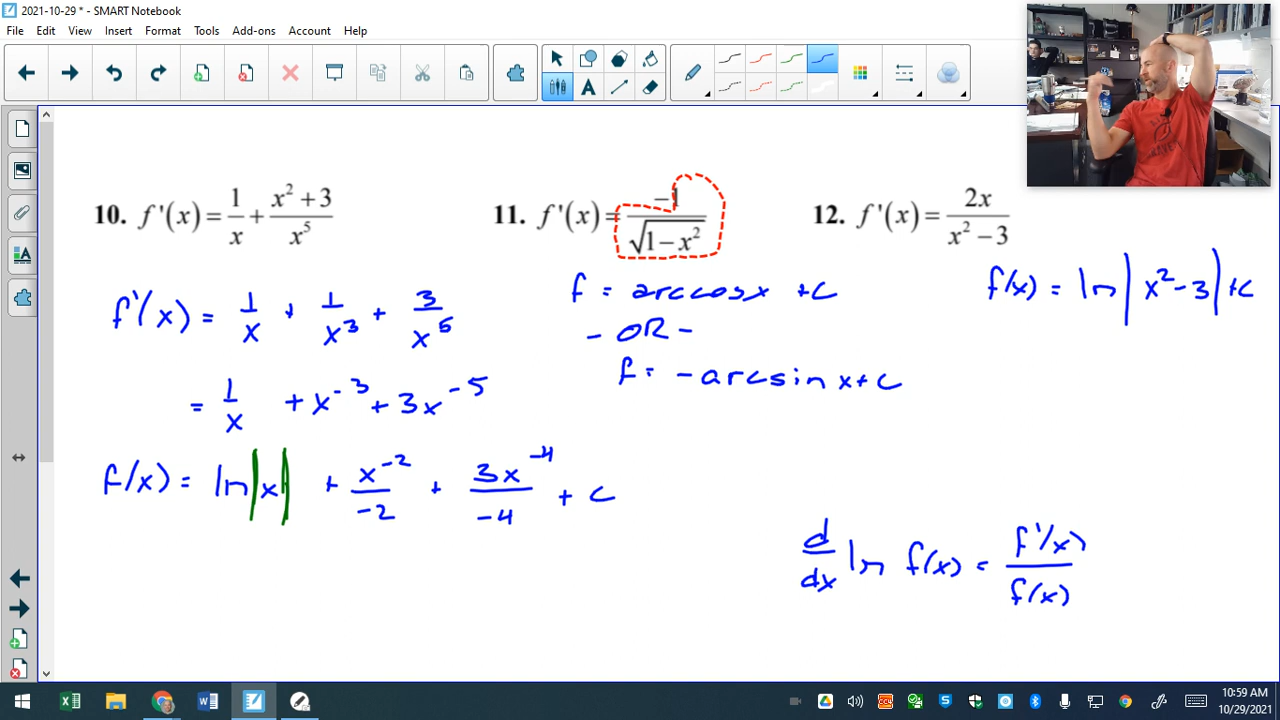 2021-10-29 * - SMART Notebook
File Edit View Insert Format Tools Add-ons Account Help
10. f'(x) = 1/x + (x² + 3)/x⁵
11. f'(x) = -1/√(1-x²)
12. f'(x) = 2x/(x² - 3)
f'(x) = 1/x + 1/x³ + 3/x⁵
= 1/x + x⁻³ + 3x⁻⁵
f(x) = ln|x| + x⁻²/-2 + 3x⁻⁴/-4 + c
f = arccos x + c
- OR -
f = -arcsin x + c
f(x) = ln|x² - 3| + c
d/dx ln f(x) = f'(x)/f(x)
10:59 AM
10/29/2021